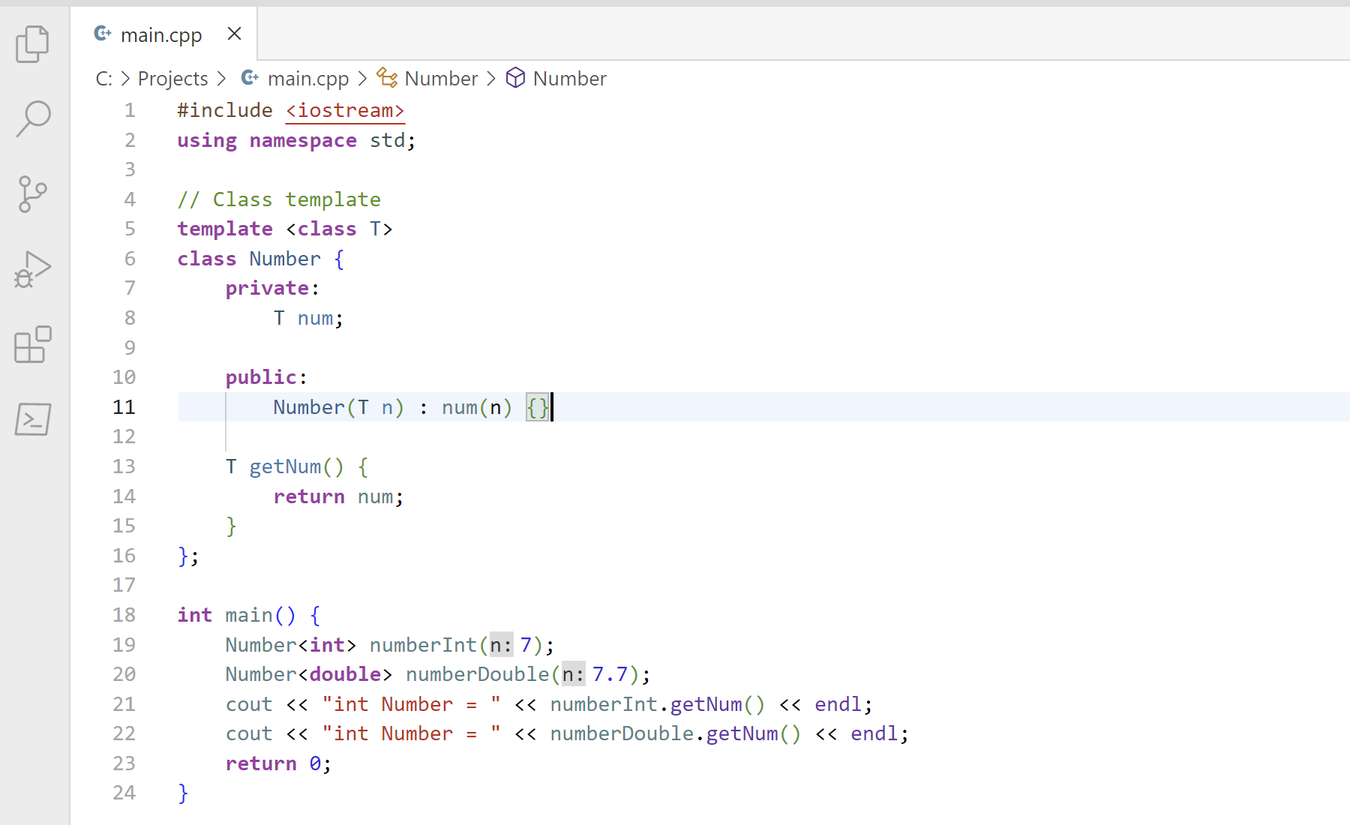 main.cpp
C: > Projects > main.cpp > Number > Number
1 #include <iostream>
2 using namespace std;
3
4 // Class template
5 template <class T>
6 class Number {
7     private:
8         T num;
9
10     public:
11         Number(T n) : num(n) {}
12
13     T getNum() {
14         return num;
15     }
16 };
17
18 int main() {
19     Number<int> numberInt(n: 7);
20     Number<double> numberDouble(n: 7.7);
21     cout << "int Number = " << numberInt.getNum() << endl;
22     cout << "int Number = " << numberDouble.getNum() << endl;
23     return 0;
24 }